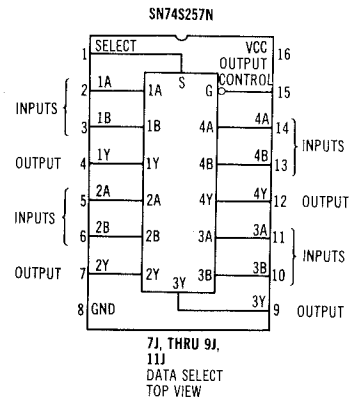 SN74S257N
1 SELECT VCC 16
OUTPUT
CONTROL
S G 15
INPUTS 2 1A 1A 4A 4A 14 INPUTS
3 1B 1B 4B 4B 13
OUTPUT 4 1Y 1Y 4Y 4Y 12 OUTPUT
INPUTS 5 2A 2A 3A 3A 11 INPUTS
6 2B 2B 3B 3B 10
OUTPUT 7 2Y 2Y 3Y 3Y 9 OUTPUT
8 GND
7J, THRU 9J,
11J
DATA SELECT
TOP VIEW